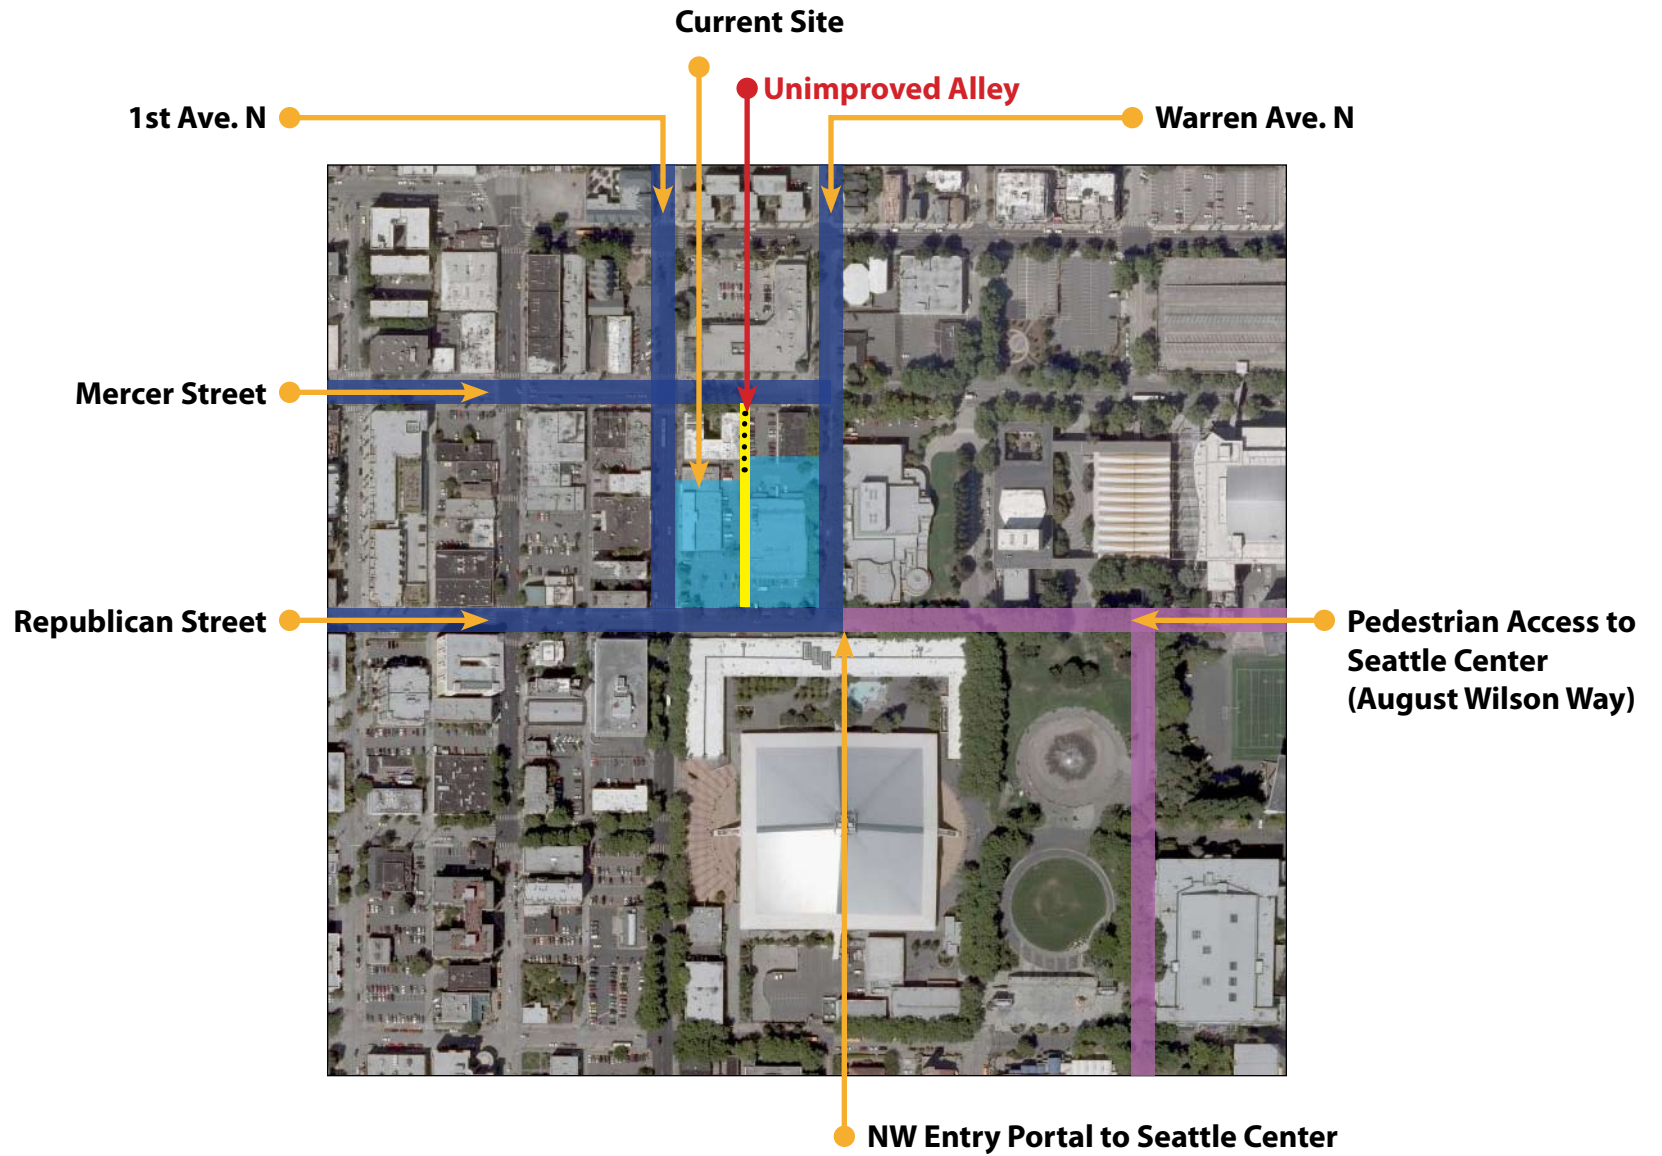 Current Site
Unimproved Alley
1st Ave. N
Warren Ave. N
Mercer Street
Republican Street
Pedestrian Access to
Seattle Center
(August Wilson Way)
NW Entry Portal to Seattle Center